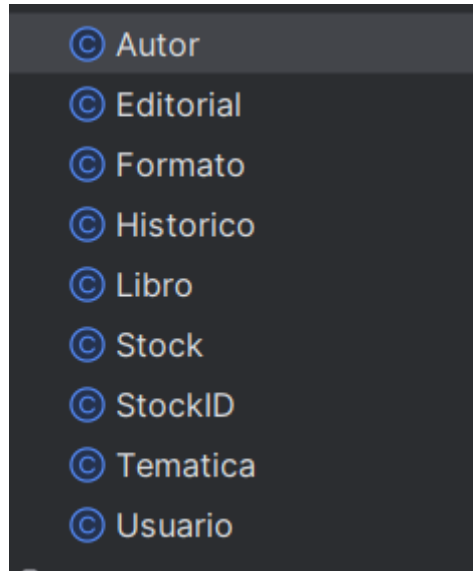 Autor
Editorial
Formato
Historico
Libro
Stock
StockID
Tematica
Usuario